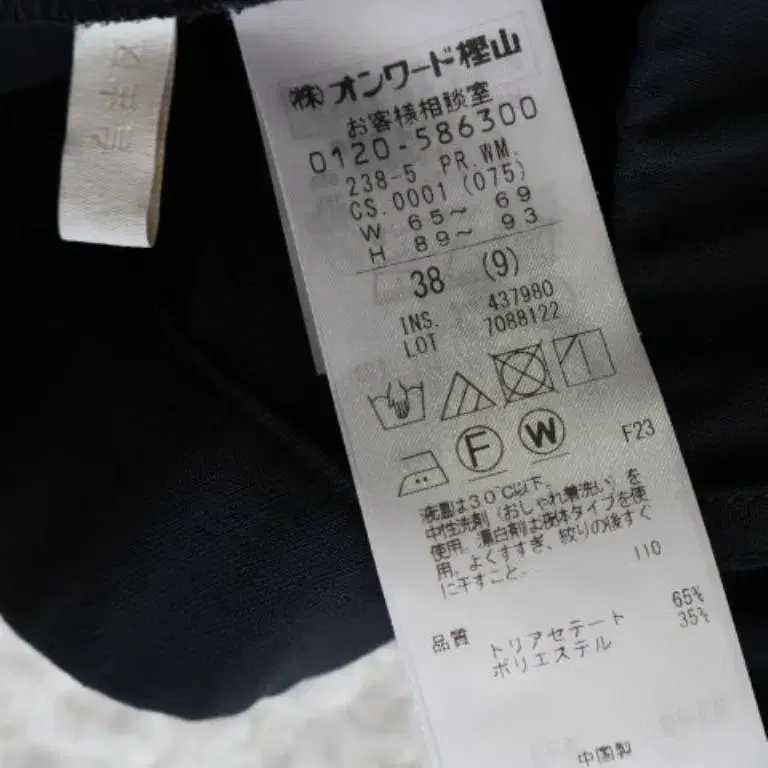 ㈱オンワード樫山
お客様相談室
0120-586300
238-5 PR.WM.
CS.0001 (075)
W 65～ 69
H 89～ 93
38 (9)
INS. 437980
LOT 7088122
F W
F23
液温は30℃以下。
中性洗剤（おしゃれ着洗い）を
使用。漂白剤は液体タイプを使
用。よくすすぎ、絞りの後すぐ
に干すこと。
110
品質 トリアセテート 65%
ポリエステル 35%
中国製